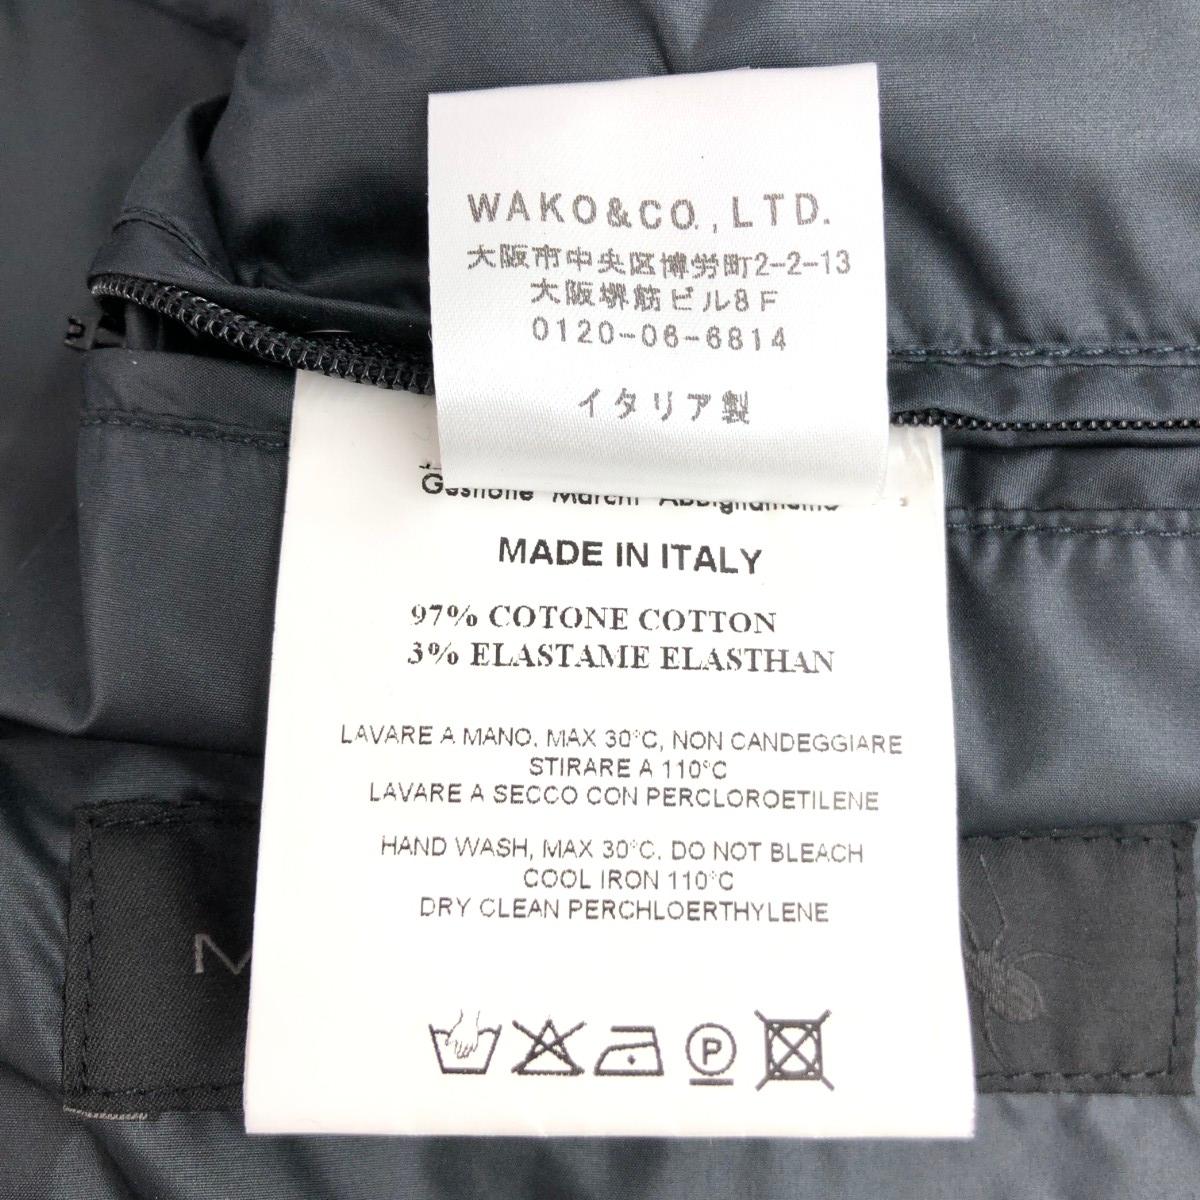 WAKO&CO.,LTD.
大阪市中央区博労町2-2-13
大阪堺筋ビル8F
0120-06-6814
イタリア製
Gestione Marchi Abbigliamento
MADE IN ITALY
97% COTONE COTTON
3% ELASTAME ELASTHAN
LAVARE A MANO. MAX 30°C, NON CANDEGGIARE
STIRARE A 110°C
LAVARE A SECCO CON PERCLOROETILENE
HAND WASH, MAX 30°C. DO NOT BLEACH
COOL IRON 110°C
DRY CLEAN PERCHLOERTHYLENE
P
M